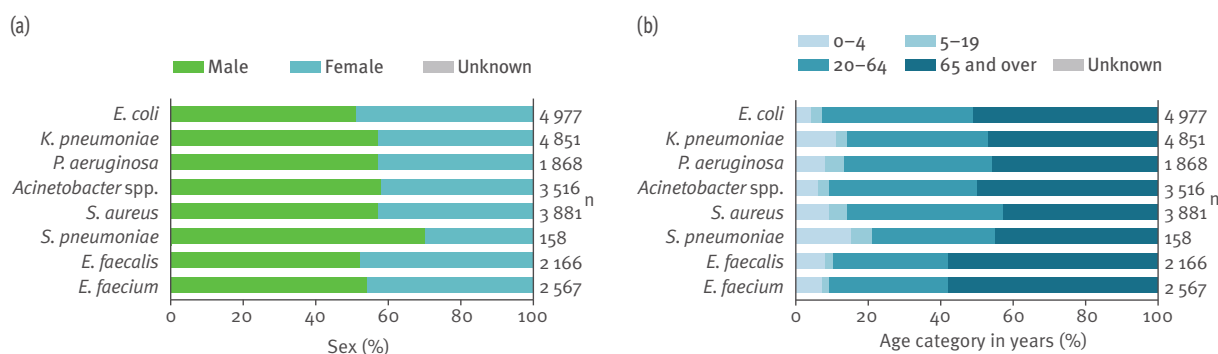 (a)
Male Female Unknown
E. coli 4 977
K. pneumoniae 4 851
P. aeruginosa 1 868
Acinetobacter spp. 3 516
n
S. aureus 3 881
S. pneumoniae 158
E. faecalis 2 166
E. faecium 2 567
0 20 40 60 80 100
Sex (%)
(b)
0–4 5–19
20–64 65 and over Unknown
E. coli 4 977
K. pneumoniae 4 851
P. aeruginosa 1 868
Acinetobacter spp. 3 516
n
S. aureus 3 881
S. pneumoniae 158
E. faecalis 2 166
E. faecium 2 567
0 20 40 60 80 100
Age category in years (%)